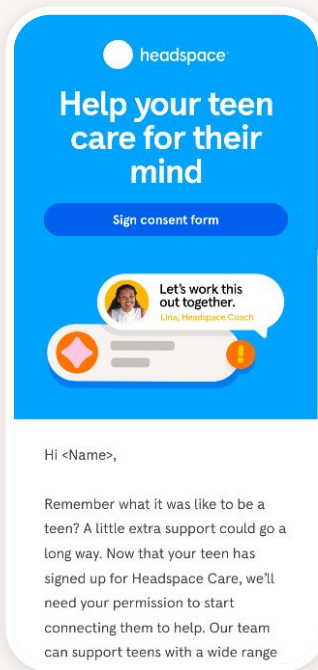 headspace
Help your teen
care for their
mind
Sign consent form
Let's work this
out together.
Lina, Headspace Coach
!
Hi <Name>,
Remember what it was like to be a
teen? A little extra support could go a
long way. Now that your teen has
signed up for Headspace Care, we'll
need your permission to start
connecting them to help. Our team
can support teens with a wide range